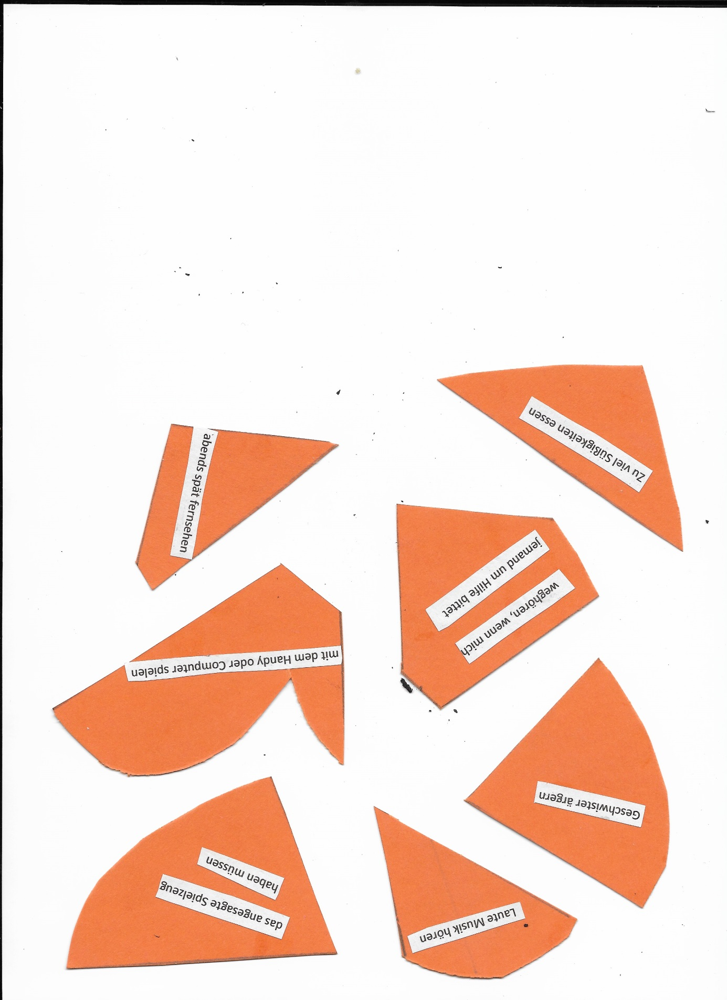 Zu viel Süßigkeiten essen
abends spät fernsehen
weghören, wenn mich
jemand um Hilfe bittet
mit dem Handy oder Computer spielen
Geschwister ärgern
das angesagte Spielzeug
haben müssen
Laute Musik hören